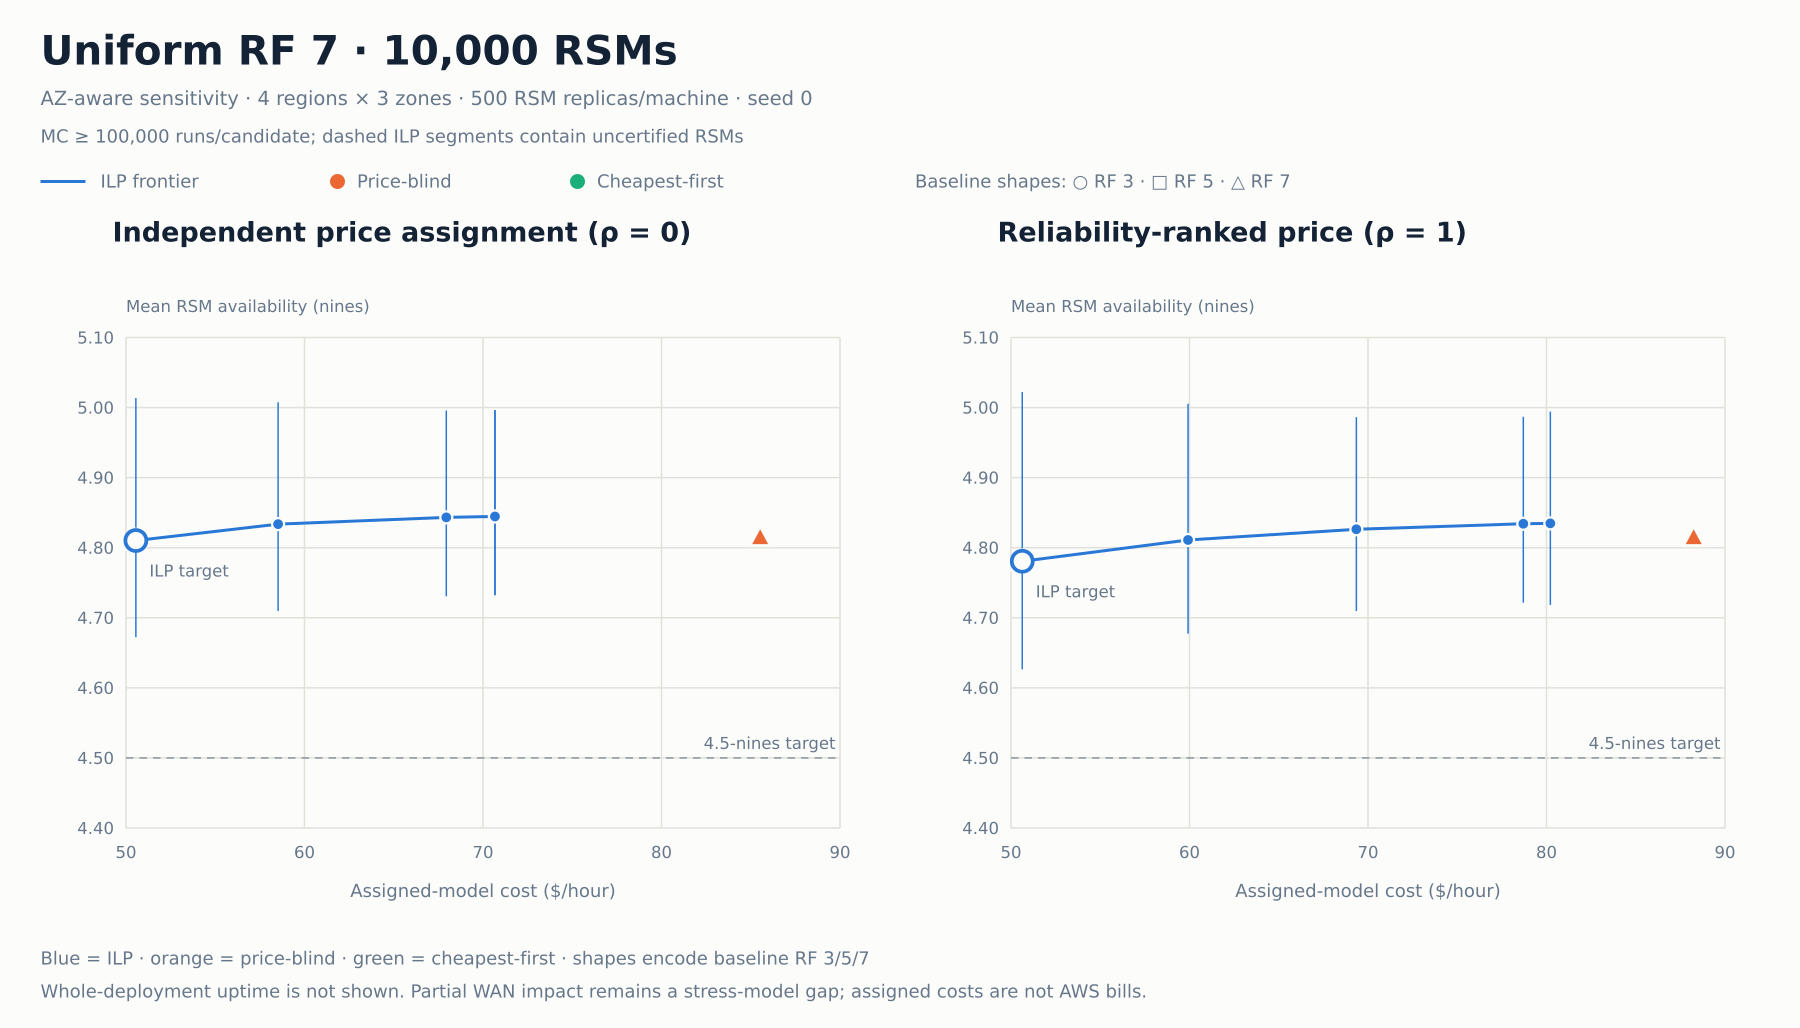 Uniform RF 7 · 10,000 RSMs
AZ-aware sensitivity · 4 regions × 3 zones · 500 RSM replicas/machine · seed 0
MC ≥ 100,000 runs/candidate; dashed ILP segments contain uncertified RSMs
ILP frontier
Price-blind
Cheapest-first
Baseline shapes: ○ RF 3 · □ RF 5 · △ RF 7
Independent price assignment (ρ = 0)
Mean RSM availability (nines)
5.10
5.00
4.90
4.80
4.70
4.60
4.50
4.40
ILP target
4.5-nines target
50
60
70
80
90
Assigned-model cost ($/hour)
Reliability-ranked price (ρ = 1)
Mean RSM availability (nines)
5.10
5.00
4.90
4.80
4.70
4.60
4.50
4.40
ILP target
4.5-nines target
50
60
70
80
90
Assigned-model cost ($/hour)
Blue = ILP · orange = price-blind · green = cheapest-first · shapes encode baseline RF 3/5/7
Whole-deployment uptime is not shown. Partial WAN impact remains a stress-model gap; assigned costs are not AWS bills.